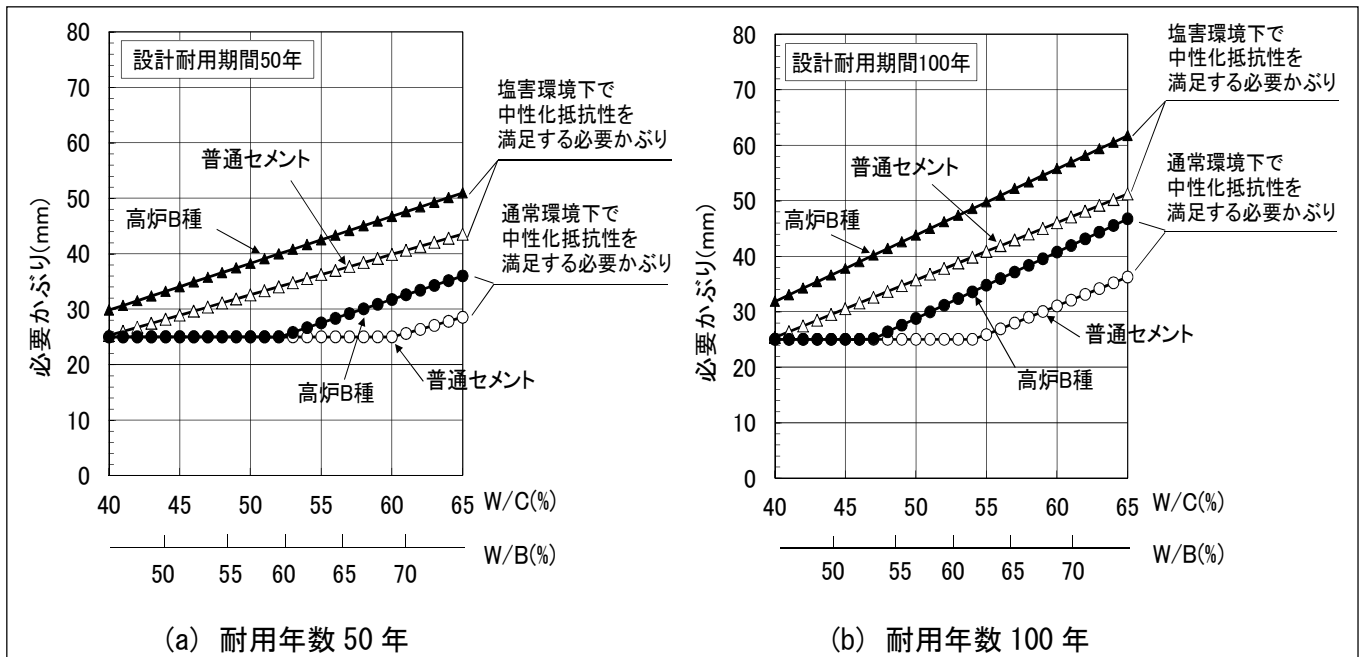 設計耐用期間50年
塩害環境下で
中性化抵抗性を
満足する必要かぶり
普通セメント
高炉B種
通常環境下で
中性化抵抗性を
満足する必要かぶり
高炉B種
普通セメント
必要かぶり(mm)
80
70
60
50
40
30
20
10
0
40 45 50 55 60 65 W/C(%)
50 55 60 65 70 W/B(%)
(a) 耐用年数 50 年
設計耐用期間100年
塩害環境下で
中性化抵抗性を
満足する必要かぶり
普通セメント
高炉B種
通常環境下で
中性化抵抗性を
満足する必要かぶり
高炉B種
普通セメント
必要かぶり(mm)
80
70
60
50
40
30
20
10
0
40 45 50 55 60 65 W/C(%)
50 55 60 65 70 W/B(%)
(b) 耐用年数 100 年